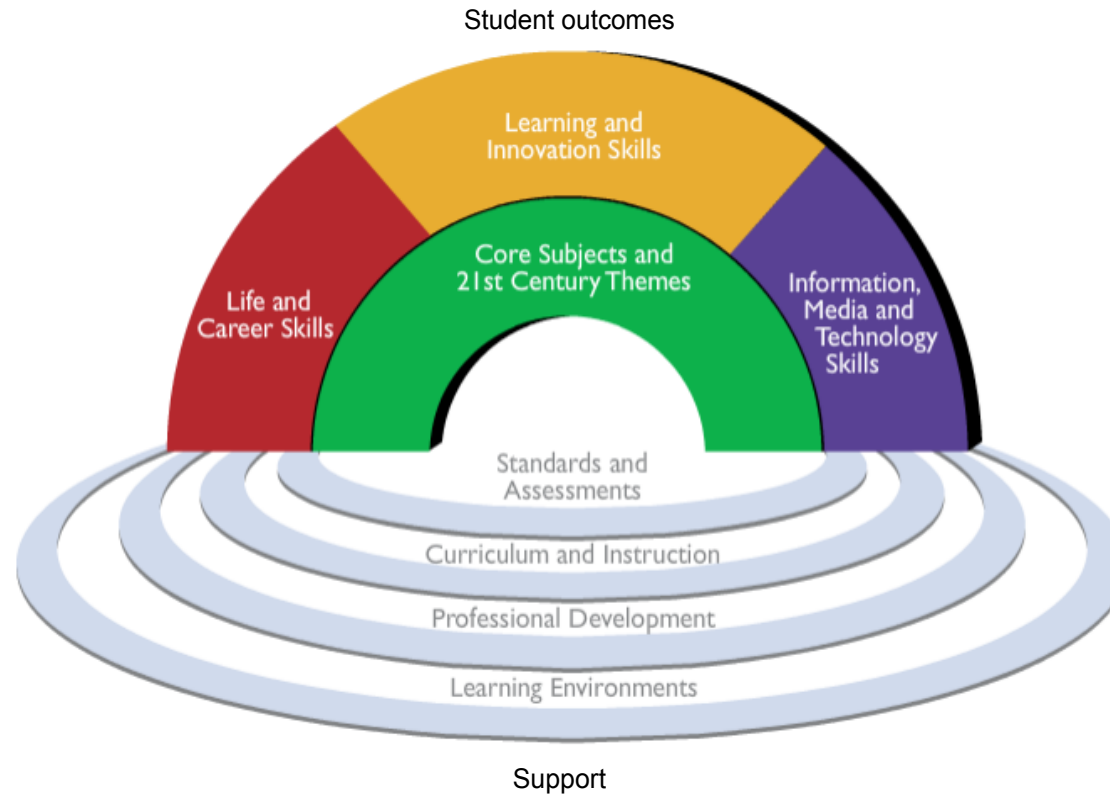 Student outcomes
Learning and
Innovation Skills
Core Subjects and
21st Century Themes
Life and
Career Skills
Information,
Media and
Technology
Skills
Standards and
Assessments
Curriculum and Instruction
Professional Development
Learning Environments
Support